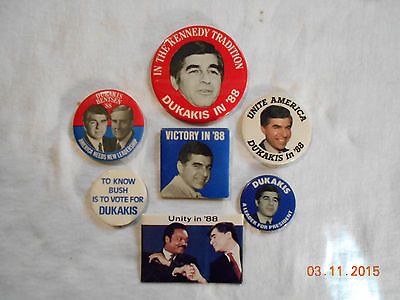 IN THE KENNEDY TRADITION
DUKAKIS IN '88
DUKAKIS
BENTSEN
'88
AMERICA NEEDS NEW LEADERSHIP
VICTORY IN '88
UNITE AMERICA
DUKAKIS in '88
TO KNOW
BUSH
IS TO VOTE FOR
DUKAKIS
DUKAKIS
A LEADER FOR PRESIDENT
Unity in '88
03.11.2015